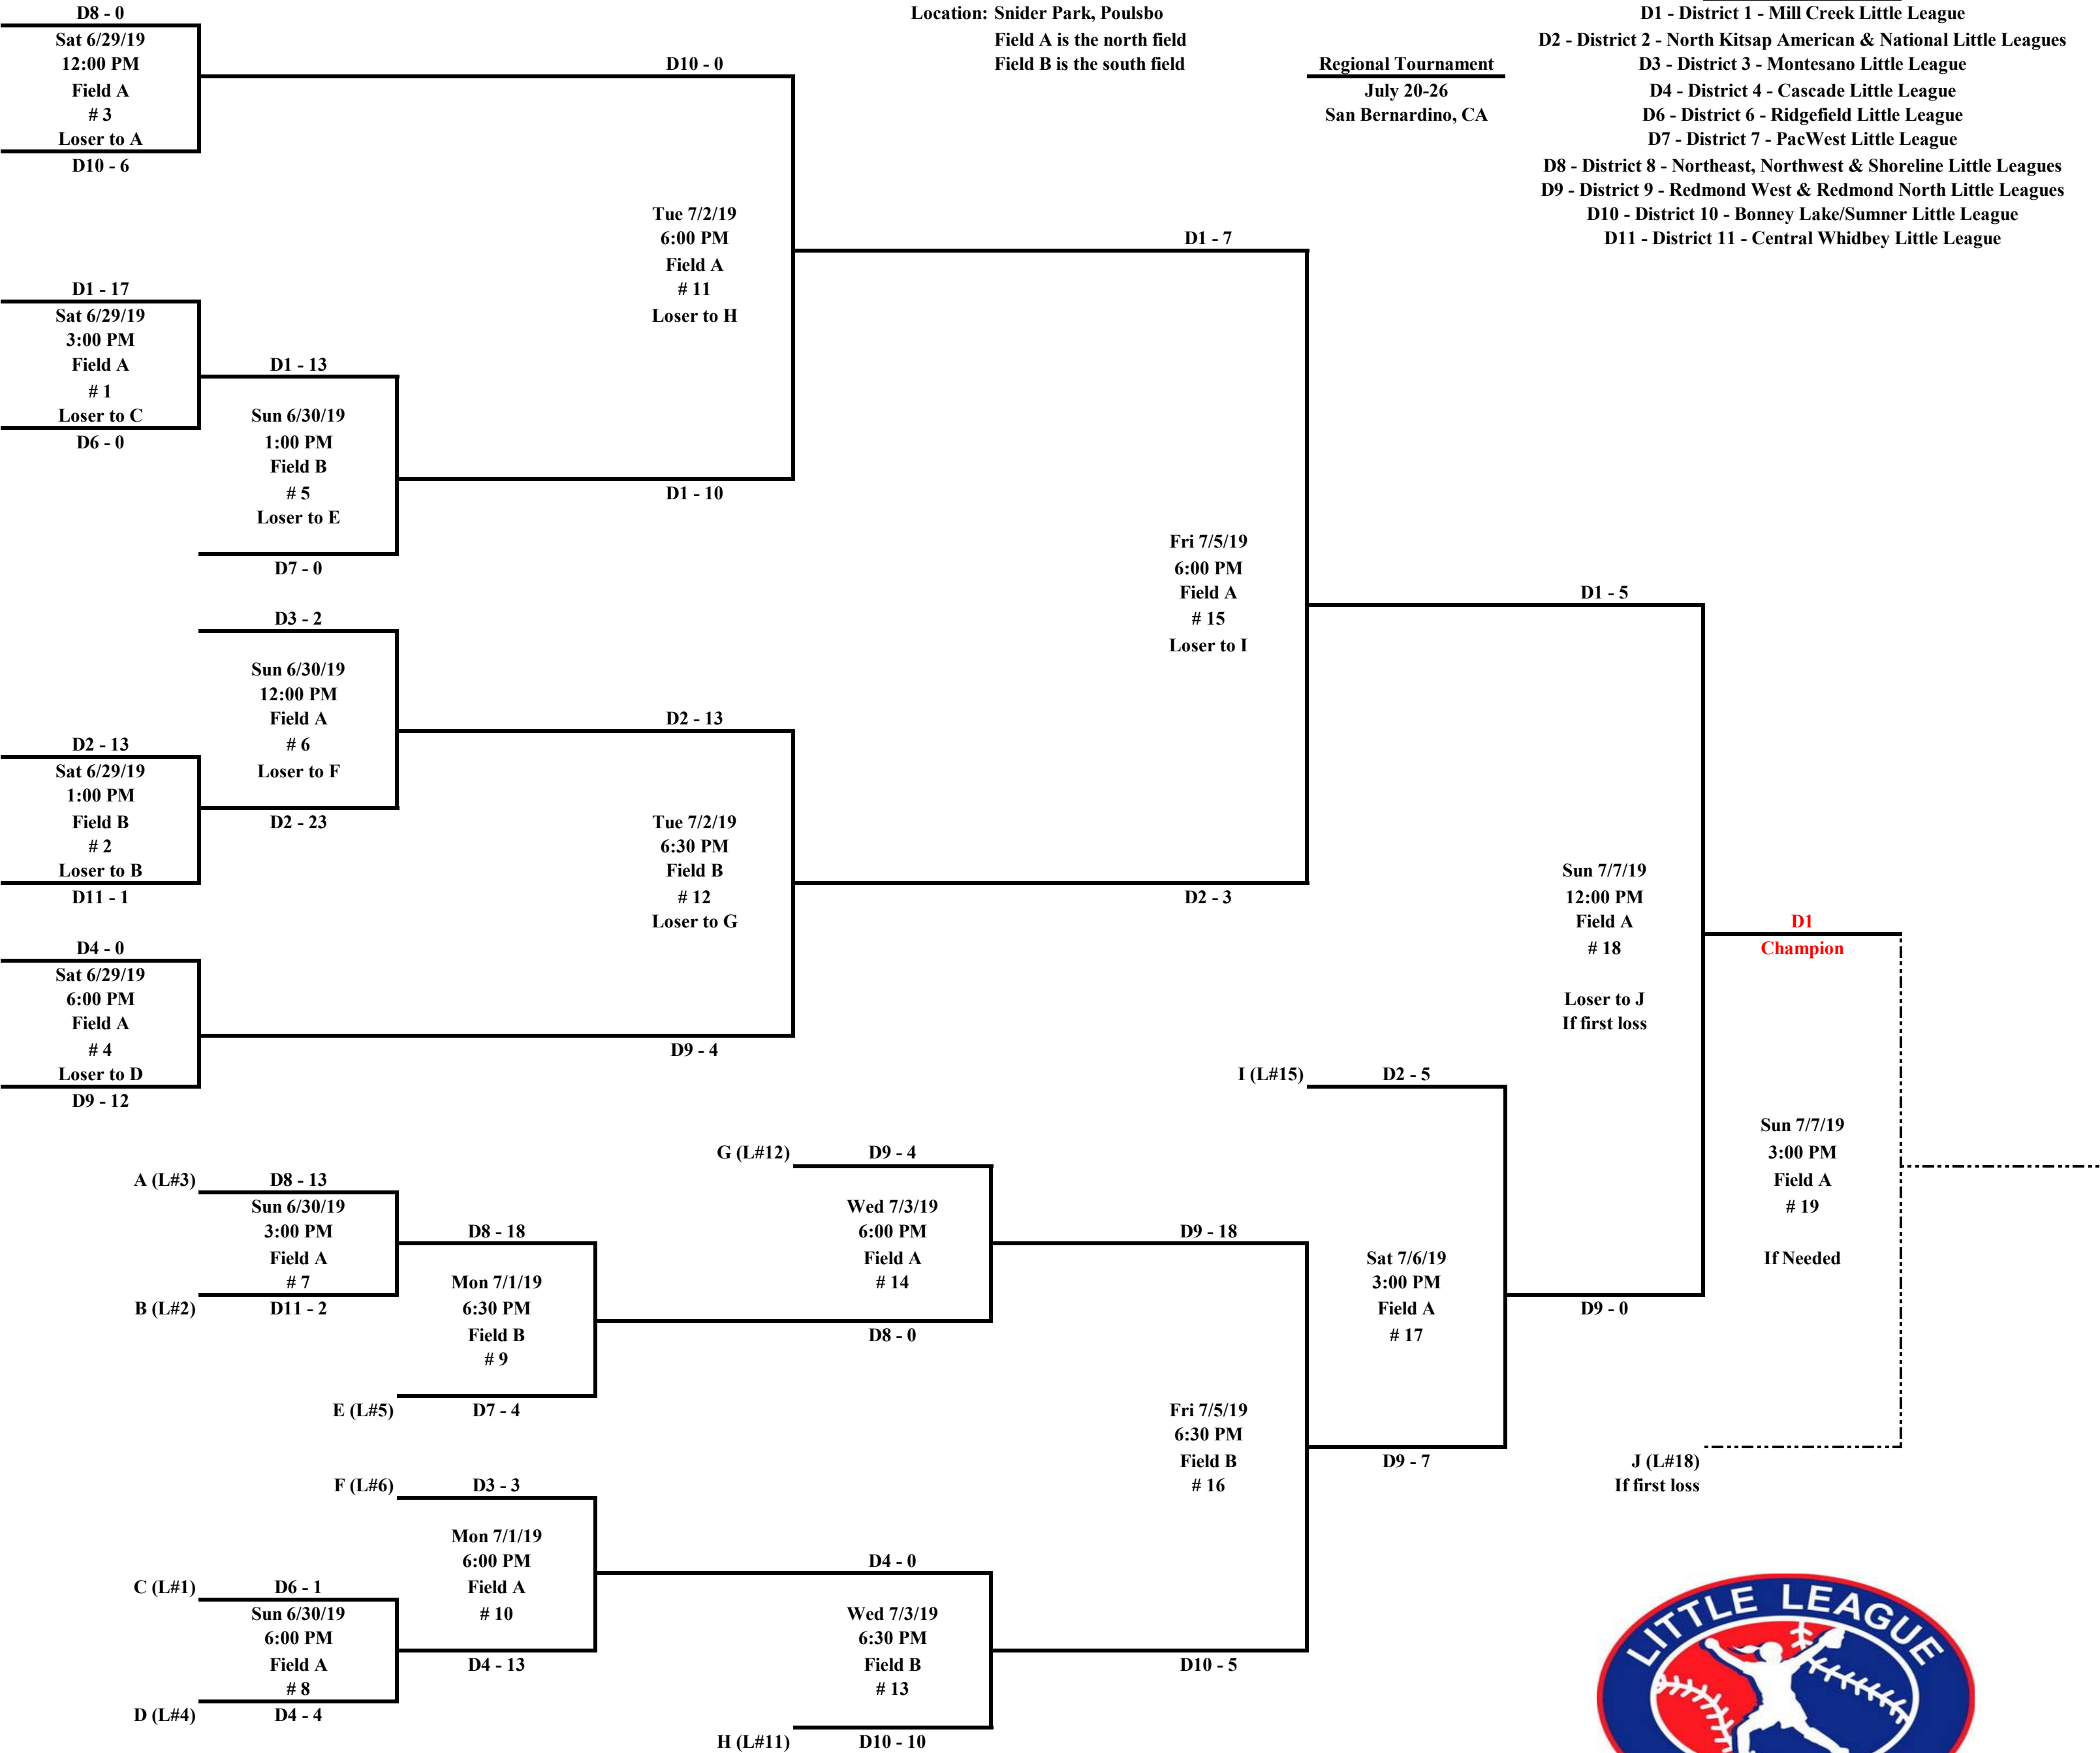 D8 - 0
Sat 6/29/19
12:00 PM
Field A
# 3
Loser to A
D10 - 6
D1 - 17
Sat 6/29/19
3:00 PM
Field A
# 1
Loser to C
D6 - 0
D1 - 13
Sun 6/30/19
1:00 PM
Field B
# 5
Loser to E
D7 - 0
D3 - 2
Sun 6/30/19
12:00 PM
Field A
# 6
Loser to F
D2 - 23
D2 - 13
Sat 6/29/19
1:00 PM
Field B
# 2
Loser to B
D11 - 1
D4 - 0
Sat 6/29/19
6:00 PM
Field A
# 4
Loser to D
D9 - 12
D10 - 0
Tue 7/2/19
6:00 PM
Field A
# 11
Loser to H
D1 - 10
D2 - 13
Tue 7/2/19
6:30 PM
Field B
# 12
Loser to G
D9 - 4
Location: Snider Park, Poulsbo
Field A is the north field
Field B is the south field
D1 - 7
Fri 7/5/19
6:00 PM
Field A
# 15
Loser to I
D2 - 3
Regional Tournament
July 20-26
San Bernardino, CA
D1 - District 1 - Mill Creek Little League
D2 - District 2 - North Kitsap American & National Little Leagues
D3 - District 3 - Montesano Little League
D4 - District 4 - Cascade Little League
D6 - District 6 - Ridgefield Little League
D7 - District 7 - PacWest Little League
D8 - District 8 - Northeast, Northwest & Shoreline Little Leagues
D9 - District 9 - Redmond West & Redmond North Little Leagues
D10 - District 10 - Bonney Lake/Sumner Little League
D11 - District 11 - Central Whidbey Little League
D1 - 5
Sun 7/7/19
12:00 PM
Field A
# 18
Loser to J
If first loss
D9 - 0
D1
Champion
Sun 7/7/19
3:00 PM
Field A
# 19
If Needed
J (L#18)
If first loss
A (L#3)
D8 - 13
Sun 6/30/19
3:00 PM
Field A
# 7
B (L#2)
D11 - 2
D8 - 18
Mon 7/1/19
6:30 PM
Field B
# 9
E (L#5)
D7 - 4
F (L#6)
D3 - 3
Mon 7/1/19
6:00 PM
Field A
# 10
D4 - 13
C (L#1)
D6 - 1
Sun 6/30/19
6:00 PM
Field A
# 8
D (L#4)
D4 - 4
G (L#12)
D9 - 4
Wed 7/3/19
6:00 PM
Field A
# 14
D8 - 0
D4 - 0
Wed 7/3/19
6:30 PM
Field B
# 13
H (L#11)
D10 - 10
D9 - 18
Fri 7/5/19
6:30 PM
Field B
# 16
D10 - 5
I (L#15)
D2 - 5
Sat 7/6/19
3:00 PM
Field A
# 17
D9 - 7
LITTLE LEAGUE